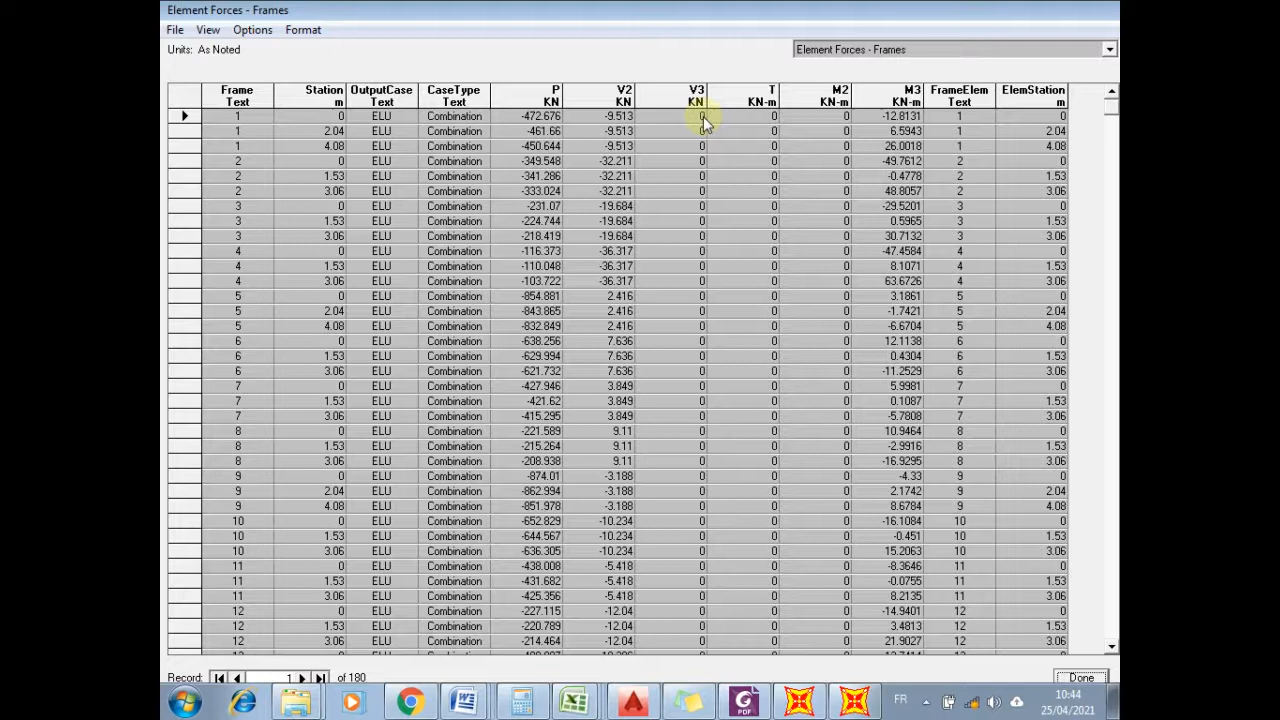 Element Forces - Frames
File View Options Format
Units: As Noted
Element Forces - Frames
Frame Station OutputCase CaseType P V2 V3 T M2 M3 FrameElem ElemStation
Text m Text Text KN KN KN KN-m KN-m KN-m Text m
1 0 ELU Combination -472.676 -9.513 0 0 0 -12.8131 1 0
1 2.04 ELU Combination -461.66 -9.513 0 0 0 6.5943 1 2.04
1 4.08 ELU Combination -450.644 -9.513 0 0 0 26.0018 1 4.08
2 0 ELU Combination -349.548 -32.211 0 0 0 -49.7612 2 0
2 1.53 ELU Combination -341.286 -32.211 0 0 0 -0.4778 2 1.53
2 3.06 ELU Combination -333.024 -32.211 0 0 0 48.8057 2 3.06
3 0 ELU Combination -231.07 -19.684 0 0 0 -29.5201 3 0
3 1.53 ELU Combination -224.744 -19.684 0 0 0 0.5965 3 1.53
3 3.06 ELU Combination -218.419 -19.684 0 0 0 30.7132 3 3.06
4 0 ELU Combination -116.373 -36.317 0 0 0 -47.4584 4 0
4 1.53 ELU Combination -110.048 -36.317 0 0 0 8.1071 4 1.53
4 3.06 ELU Combination -103.722 -36.317 0 0 0 63.6726 4 3.06
5 0 ELU Combination -854.881 2.416 0 0 0 3.1861 5 0
5 2.04 ELU Combination -843.865 2.416 0 0 0 -1.7421 5 2.04
5 4.08 ELU Combination -832.849 2.416 0 0 0 -6.6704 5 4.08
6 0 ELU Combination -638.256 7.636 0 0 0 12.1138 6 0
6 1.53 ELU Combination -629.994 7.636 0 0 0 0.4304 6 1.53
6 3.06 ELU Combination -621.732 7.636 0 0 0 -11.2529 6 3.06
7 0 ELU Combination -427.946 3.849 0 0 0 5.9981 7 0
7 1.53 ELU Combination -421.62 3.849 0 0 0 0.1087 7 1.53
7 3.06 ELU Combination -415.295 3.849 0 0 0 -5.7808 7 3.06
8 0 ELU Combination -221.589 9.11 0 0 0 10.9464 8 0
8 1.53 ELU Combination -215.264 9.11 0 0 0 -2.9916 8 1.53
8 3.06 ELU Combination -208.938 9.11 0 0 0 -16.9295 8 3.06
9 0 ELU Combination -874.01 -3.188 0 0 0 -4.33 9 0
9 2.04 ELU Combination -862.994 -3.188 0 0 0 2.1742 9 2.04
9 4.08 ELU Combination -851.978 -3.188 0 0 0 8.6784 9 4.08
10 0 ELU Combination -652.829 -10.234 0 0 0 -16.1084 10 0
10 1.53 ELU Combination -644.567 -10.234 0 0 0 -0.451 10 1.53
10 3.06 ELU Combination -636.305 -10.234 0 0 0 15.2063 10 3.06
11 0 ELU Combination -438.008 -5.418 0 0 0 -8.3646 11 0
11 1.53 ELU Combination -431.682 -5.418 0 0 0 -0.0755 11 1.53
11 3.06 ELU Combination -425.356 -5.418 0 0 0 8.2135 11 3.06
12 0 ELU Combination -227.115 -12.04 0 0 0 -14.9401 12 0
12 1.53 ELU Combination -220.789 -12.04 0 0 0 3.4813 12 1.53
12 3.06 ELU Combination -214.464 -12.04 0 0 0 21.9027 12 3.06
Record: 1 of 180
Done
FR
10:44
25/04/2021
PDF